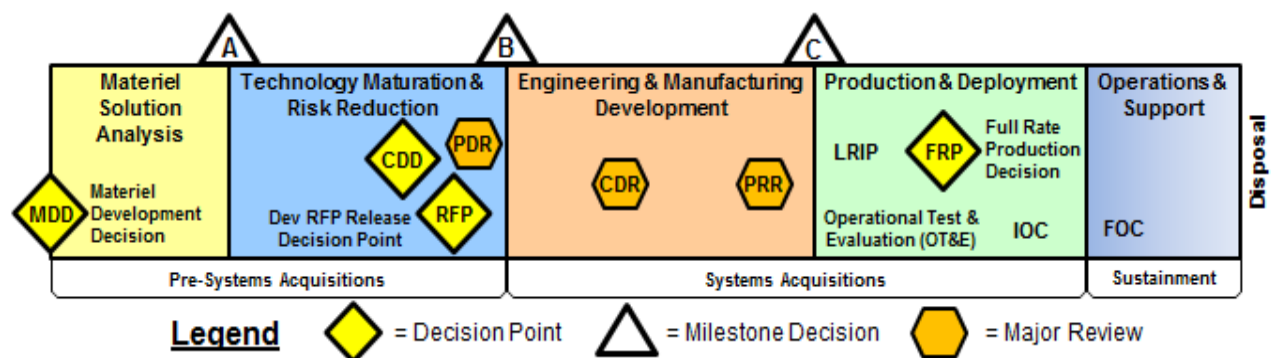 A
B
C
Materiel
Solution
Analysis
MDD
Materiel
Development
Decision
Technology Maturation &
Risk Reduction
CDD
PDR
Dev RFP Release
Decision Point
RFP
Engineering & Manufacturing
Development
CDR
PRR
Production & Deployment
LRIP
FRP
Full Rate
Production
Decision
Operational Test &
Evaluation (OT&E)
IOC
Operations &
Support
FOC
Disposal
Pre-Systems Acquisitions
Systems Acquisitions
Sustainment
Legend
= Decision Point
= Milestone Decision
= Major Review